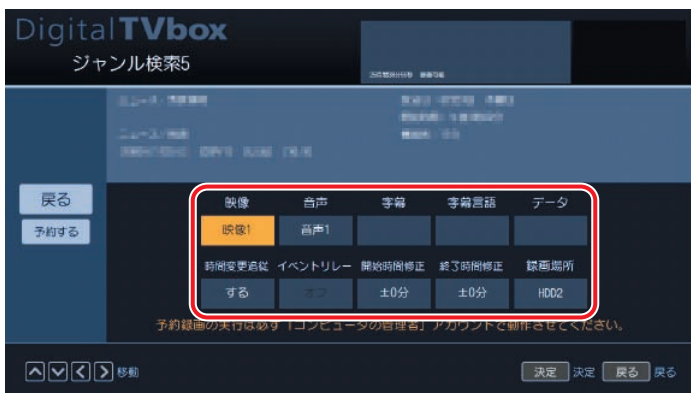 DigitalTVbox
ジャンル検索5
戻る
予約する
映像 音声 字幕 字幕言語 データ
映像1 音声1
時間変更追従 イベントリレー 開始時間修正 終了時間修正 録画場所
する オフ ±0分 ±0分 HDD2
予約録画の実行は必ず「コンピュータの管理者」アカウントで動作させてください。
移動 決定 決定 戻る 戻る